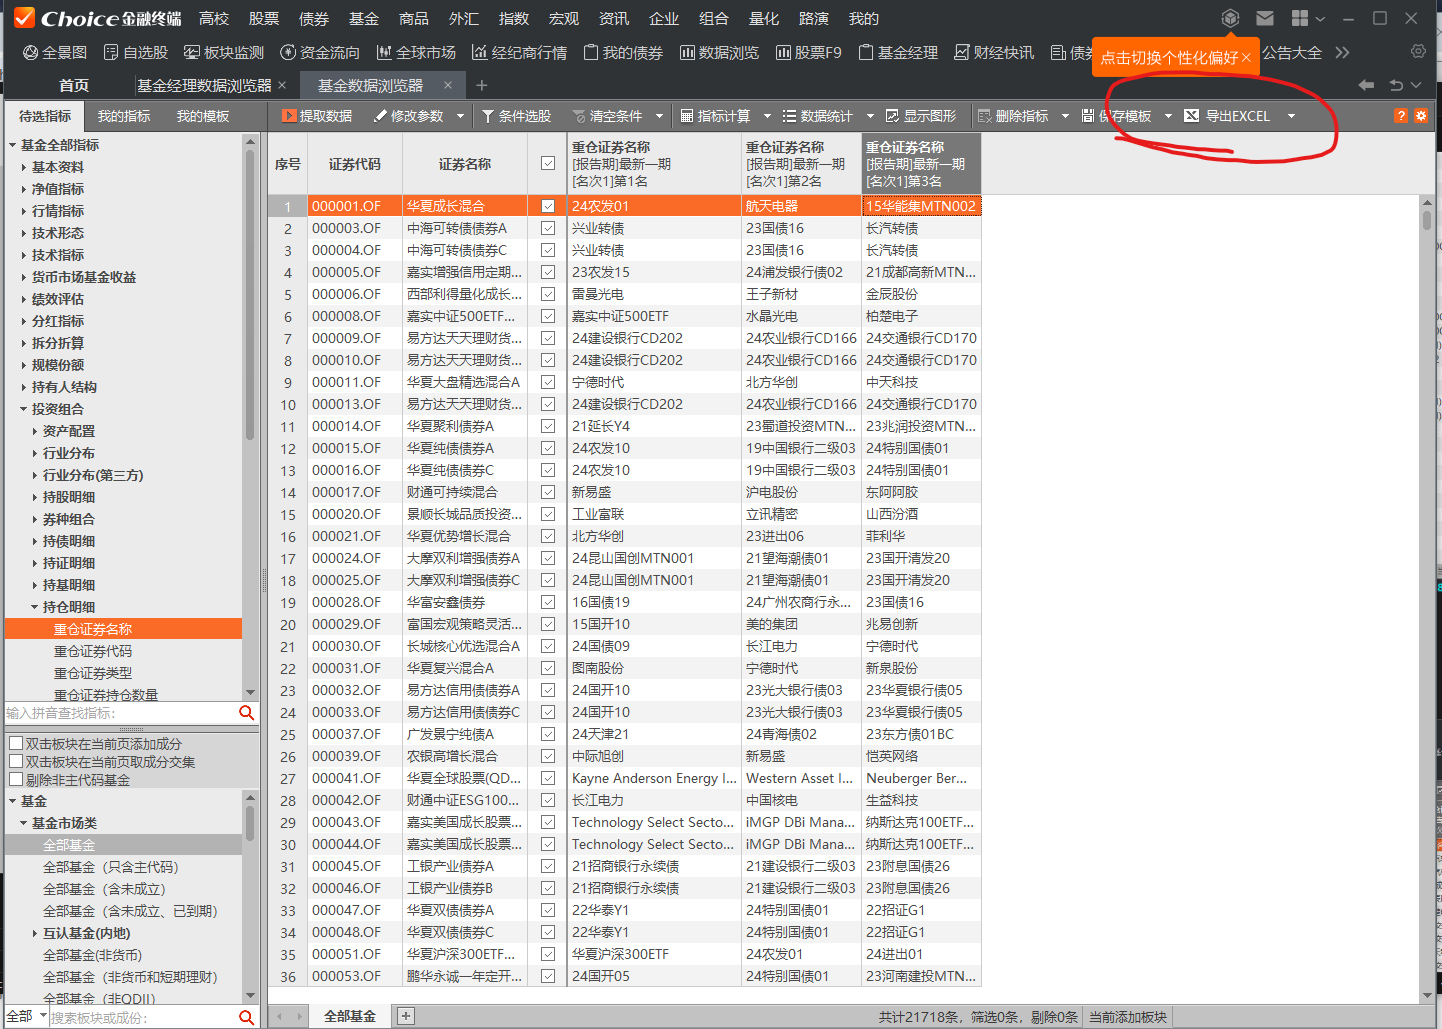 Choice金融终端 高校 股票 债券 基金 商品 外汇 指数 宏观 资讯 企业 组合 量化 路演 我的
全景图 自选股 板块监测 资金流向 全球市场 经纪商行情 我的债券 数据浏览 股票F9 基金经理 财经快讯 债券 公告大全
点击切换个性化偏好×
首页 基金经理数据浏览器 × 基金数据浏览器 × +
待选指标 我的指标 我的模板 提取数据 修改参数 条件选股 清空条件 指标计算 数据统计 显示图形 删除指标 保存模板 导出EXCEL
基金全部指标
基本资料
净值指标
行情指标
技术形态
技术指标
货币市场基金收益
绩效评估
分红指标
拆分折算
规模份额
持有人结构
投资组合
资产配置
行业分布
行业分布(第三方)
持股明细
券种组合
持债明细
持证明细
持基明细
持仓明细
重仓证券名称
重仓证券代码
重仓证券类型
重仓证券持仓数量
输入拼音查找指标:
双击板块在当前页添加成分
双击板块在当前页取成分交集
剔除非主代码基金
基金
基金市场类
全部基金
全部基金（只含主代码）
全部基金（含未成立）
全部基金（含未成立、已到期）
互认基金(内地)
全部基金(非货币)
全部基金（非货币和短期理财）
全部基金（非QDII）
全部 搜索板块或成份:
序号 证券代码 证券名称 重仓证券名称 [报告期]最新一期 [名次1]第1名 重仓证券名称 [报告期]最新一期 [名次1]第2名 重仓证券名称 [报告期]最新一期 [名次1]第3名
1 000001.OF 华夏成长混合 24农发01 航天电器 15华能集MTN002
2 000003.OF 中海可转债债券A 兴业转债 23国债16 长汽转债
3 000004.OF 中海可转债债券C 兴业转债 23国债16 长汽转债
4 000005.OF 嘉实增强信用定期... 23农发15 24浦发银行债02 21成都高新MTN...
5 000006.OF 西部利得量化成长... 雷曼光电 王子新材 金辰股份
6 000008.OF 嘉实中证500ETF... 嘉实中证500ETF 水晶光电 柏楚电子
7 000009.OF 易方达天天理财货... 24建设银行CD202 24农业银行CD166 24交通银行CD170
8 000010.OF 易方达天天理财货... 24建设银行CD202 24农业银行CD166 24交通银行CD170
9 000011.OF 华夏大盘精选混合A 宁德时代 北方华创 中天科技
10 000013.OF 易方达天天理财货... 24建设银行CD202 24农业银行CD166 24交通银行CD170
11 000014.OF 华夏聚利债券A 21延长Y4 23蜀道投资MTN... 23兆润投资MTN...
12 000015.OF 华夏纯债债券A 24农发10 19中国银行二级03 24特别国债01
13 000016.OF 华夏纯债债券C 24农发10 19中国银行二级03 24特别国债01
14 000017.OF 财通可持续混合 新易盛 沪电股份 东阿阿胶
15 000020.OF 景顺长城品质投资... 工业富联 立讯精密 山西汾酒
16 000021.OF 华夏优势增长混合 北方华创 23进出06 菲利华
17 000024.OF 大摩双利增强债券A 24昆山国创MTN001 21望海潮债01 23国开清发20
18 000025.OF 大摩双利增强债券C 24昆山国创MTN001 21望海潮债01 23国开清发20
19 000028.OF 华富安鑫债券 16国债19 24广州农商行永... 23国债16
20 000029.OF 富国宏观策略灵活... 15国开10 美的集团 兆易创新
21 000030.OF 长城核心优选混合A 24国债09 长江电力 宁德时代
22 000031.OF 华夏复兴混合A 图南股份 宁德时代 新泉股份
23 000032.OF 易方达信用债债券A 24国开10 23光大银行债03 23华夏银行债05
24 000033.OF 易方达信用债债券C 24国开10 23光大银行债03 23华夏银行债05
25 000037.OF 广发景宁纯债A 24天津21 24青海债02 23东方债01BC
26 000039.OF 农银高增长混合 中际旭创 新易盛 恺英网络
27 000041.OF 华夏全球股票(QD... Kayne Anderson Energy I... Western Asset I... Neuberger Ber...
28 000042.OF 财通中证ESG100... 长江电力 中国核电 生益科技
29 000043.OF 嘉实美国成长股票... Technology Select Secto... iMGP DBi Mana... 纳斯达克100ETF...
30 000044.OF 嘉实美国成长股票... Technology Select Secto... iMGP DBi Mana... 纳斯达克100ETF...
31 000045.OF 工银产业债券A 21招商银行永续债 21建设银行二级03 23附息国债26
32 000046.OF 工银产业债券B 21招商银行永续债 21建设银行二级03 23附息国债26
33 000047.OF 华夏双债债券A 22华泰Y1 24特别国债01 22招证G1
34 000048.OF 华夏双债债券C 22华泰Y1 24特别国债01 22招证G1
35 000051.OF 华夏沪深300ETF... 华夏沪深300ETF 24农发01 24进出01
36 000053.OF 鹏华永诚一年定开... 24国开05 24特别国债01 23河南建投MTN...
全部基金 共计21718条，筛选0条，剔除0条 当前添加板块